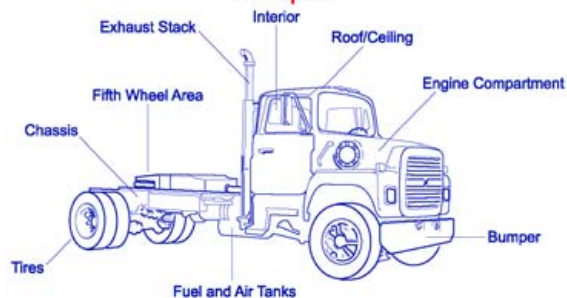 Interior
Exhaust Stack
Roof/Ceiling
Engine Compartment
Fifth Wheel Area
Chassis
Bumper
Tires
Fuel and Air Tanks